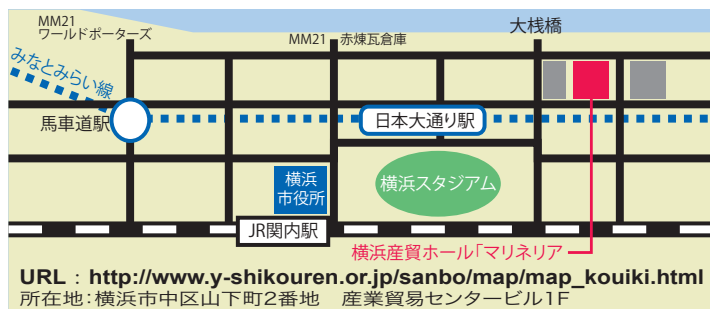 MM21
ワールドポーターズ
MM21
赤煉瓦倉庫
大桟橋
みなとみらい線
馬車道駅
日本大通り駅
横浜
市役所
横浜スタジアム
JR関内駅
横浜産貿ホール「マリネリア
URL : http://www.y-shikouren.or.jp/sanbo/map/map_kouiki.html
所在地:横浜市中区山下町2番地　産業貿易センタービル1F